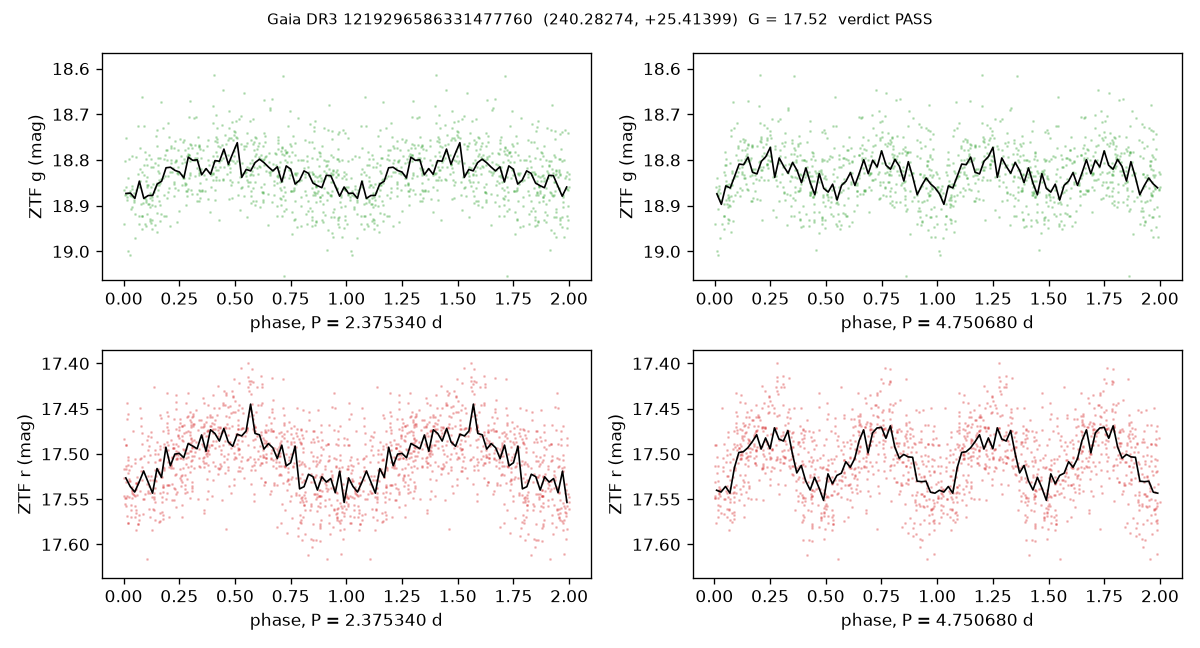 Gaia DR3 1219296586331477760 (240.28274, +25.41399) G = 17.52 verdict PASS
ZTF g (mag)
18.6
18.7
18.8
18.9
19.0
0.00 0.25 0.50 0.75 1.00 1.25 1.50 1.75 2.00
phase, P = 2.375340 d
ZTF g (mag)
18.6
18.7
18.8
18.9
19.0
0.00 0.25 0.50 0.75 1.00 1.25 1.50 1.75 2.00
phase, P = 4.750680 d
ZTF r (mag)
17.40
17.45
17.50
17.55
17.60
0.00 0.25 0.50 0.75 1.00 1.25 1.50 1.75 2.00
phase, P = 2.375340 d
ZTF r (mag)
17.40
17.45
17.50
17.55
17.60
0.00 0.25 0.50 0.75 1.00 1.25 1.50 1.75 2.00
phase, P = 4.750680 d